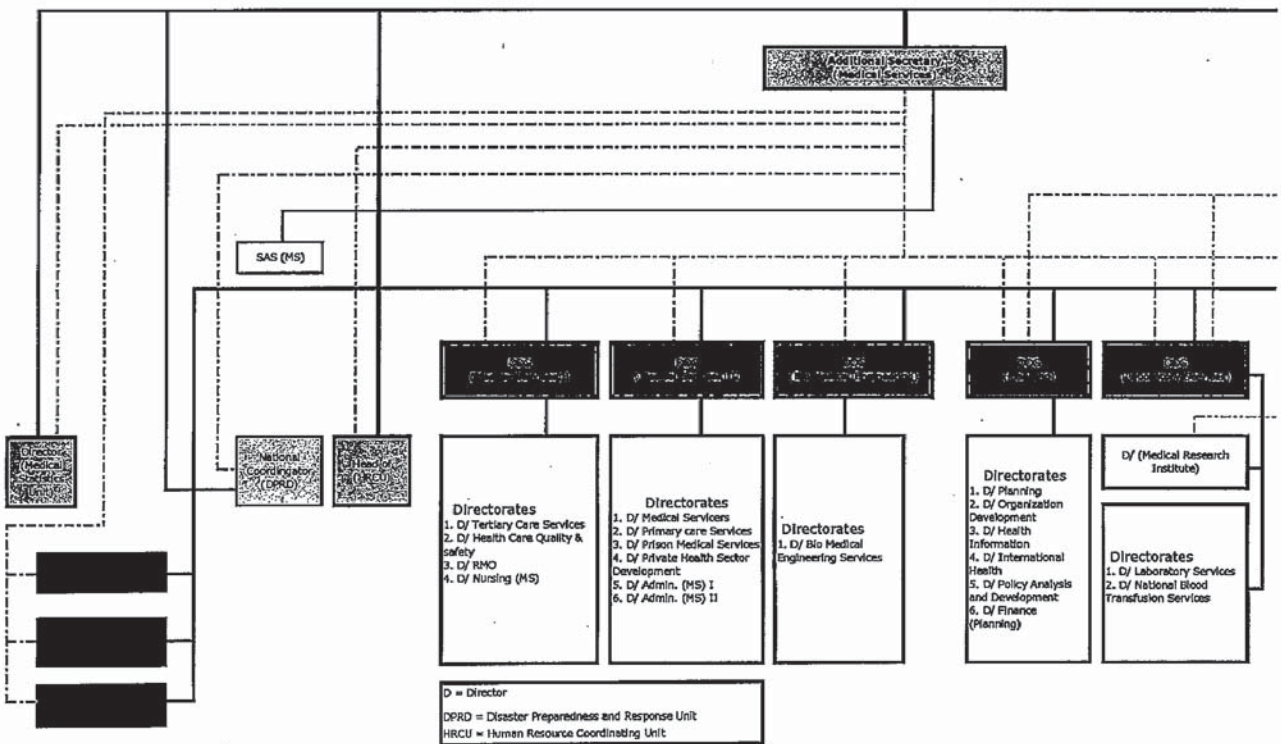 Additional Secretary
(Medical Services)
SAS (MS)
Director
(Medical
Statistics
Unit)
National
Coordingator
(DPRD)
Head of
(HRCU)
Directorates
1. D/ Tertiary Care Services
2. D/ Health Care Quality &
safety
3. D/ RMO
4. D/ Nursing (MS)
Directorates
1. D/ Medical Servicers
2. D/ Primary care Services
3. D/ Prison Medical Services
4. D/ Private Health Sector
Development
5. D/ Admin. (MS) I
6. D/ Admin. (MS) II
Directorates
1. D/ Bio Medical
Engineering Services
Directorates
1. D/ Planning
2. D/ Organization
Development
3. D/ Health
Information
4. D/ International
Health
5. D/ Policy Analysis
and Development
6. D/ Finance
(Planning)
D/ (Medical Research
Institute)
Directorates
1. D/ Laboratory Services
2. D/ National Blood
Transfusion Services
D = Director
DPRD = Disaster Preparedness and Response Unit
HRCU = Human Resource Coordinating Unit